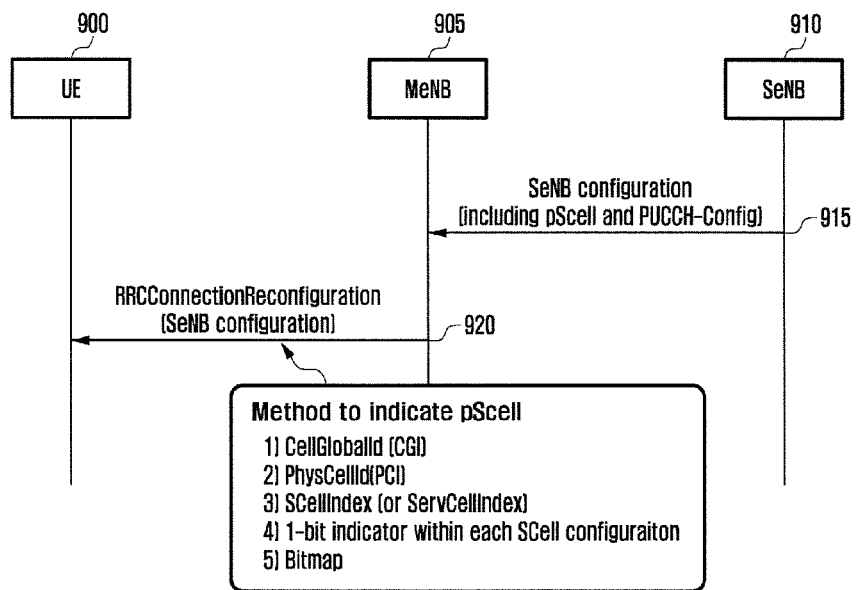 900
905
910
UE
MeNB
SeNB
SeNB configuration
(including pScell and PUCCH-Config)
915
RRCConnectionReconfiguration
(SeNB configuration)
920
Method to indicate pScell
1) CellGlobalId (CGI)
2) PhysCellId(PCI)
3) SCellIndex (or ServCellIndex)
4) 1-bit indicator within each SCell configuraiton
5) Bitmap